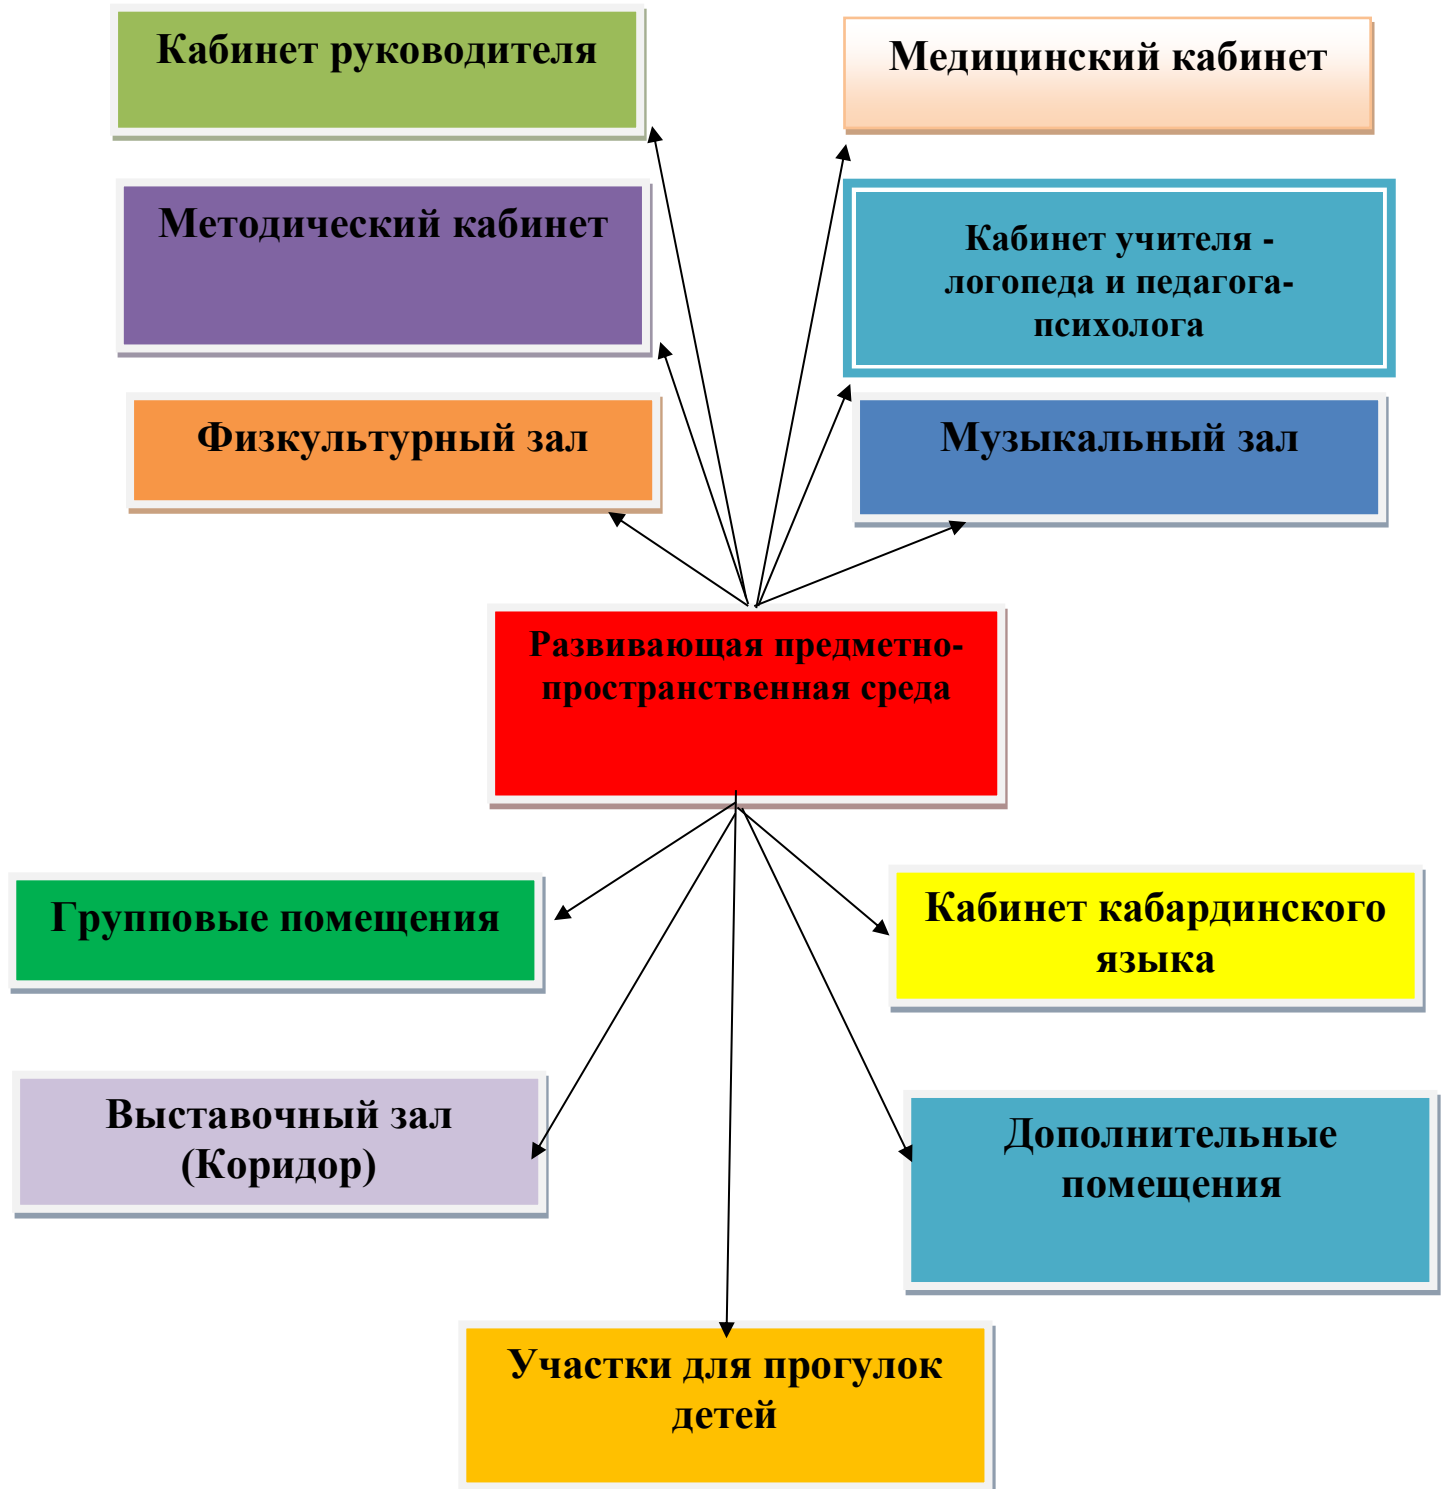 Кабинет руководителя
Медицинский кабинет
Методический кабинет
Кабинет учителя -
логопеда и педагога-
психолога
Физкультурный зал
Музыкальный зал
Развивающая предметно-
пространственная среда
Групповые помещения
Кабинет кабардинского
языка
Выставочный зал
(Коридор)
Дополнительные
помещения
Участки для прогулок
детей